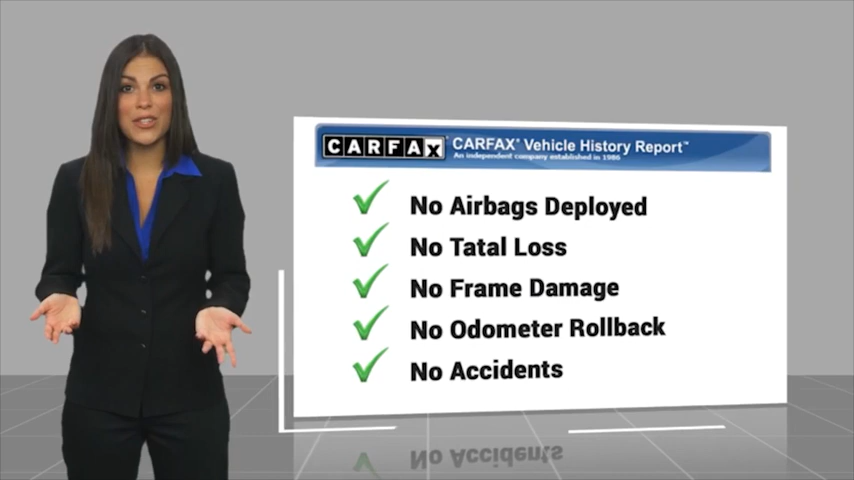 CARFAX CARFAX® Vehicle History Report™
An independent company established in 1986
No Airbags Deployed
No Tatal Loss
No Frame Damage
No Odometer Rollback
No Accidents
No Accidents